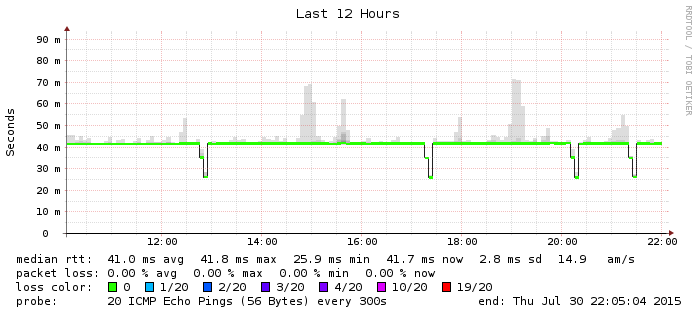 Last 12 Hours
RRDTOOL / TOBI OETIKER
Seconds
90 m
80 m
70 m
60 m
50 m
40 m
30 m
20 m
10 m
0
12:00 14:00 16:00 18:00 20:00 22:00
median rtt: 41.0 ms avg 41.8 ms max 25.9 ms min 41.7 ms now 2.8 ms sd 14.9 am/s
packet loss: 0.00 % avg 0.00 % max 0.00 % min 0.00 % now
loss color: 0 1/20 2/20 3/20 4/20 10/20 19/20
probe: 20 ICMP Echo Pings (56 Bytes) every 300s end: Thu Jul 30 22:05:04 2015